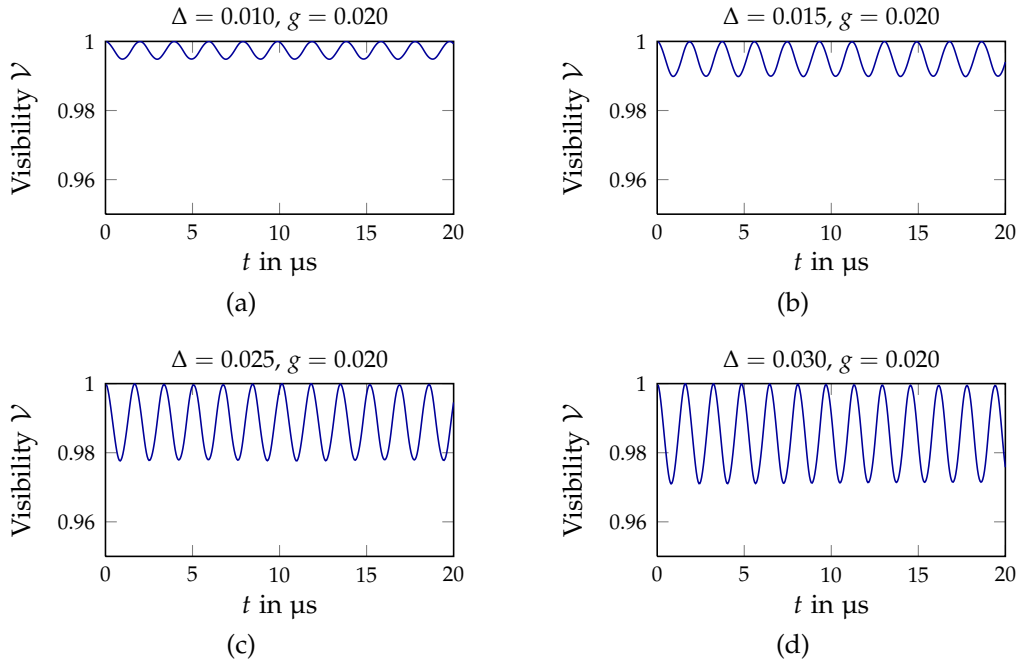 Δ = 0.010, g = 0.020
1
0.98
0.96
Visibility 𝒱
0 5 10 15 20
t in µs
(a)
Δ = 0.015, g = 0.020
1
0.98
0.96
Visibility 𝒱
0 5 10 15 20
t in µs
(b)
Δ = 0.025, g = 0.020
1
0.98
0.96
Visibility 𝒱
0 5 10 15 20
t in µs
(c)
Δ = 0.030, g = 0.020
1
0.98
0.96
Visibility 𝒱
0 5 10 15 20
t in µs
(d)